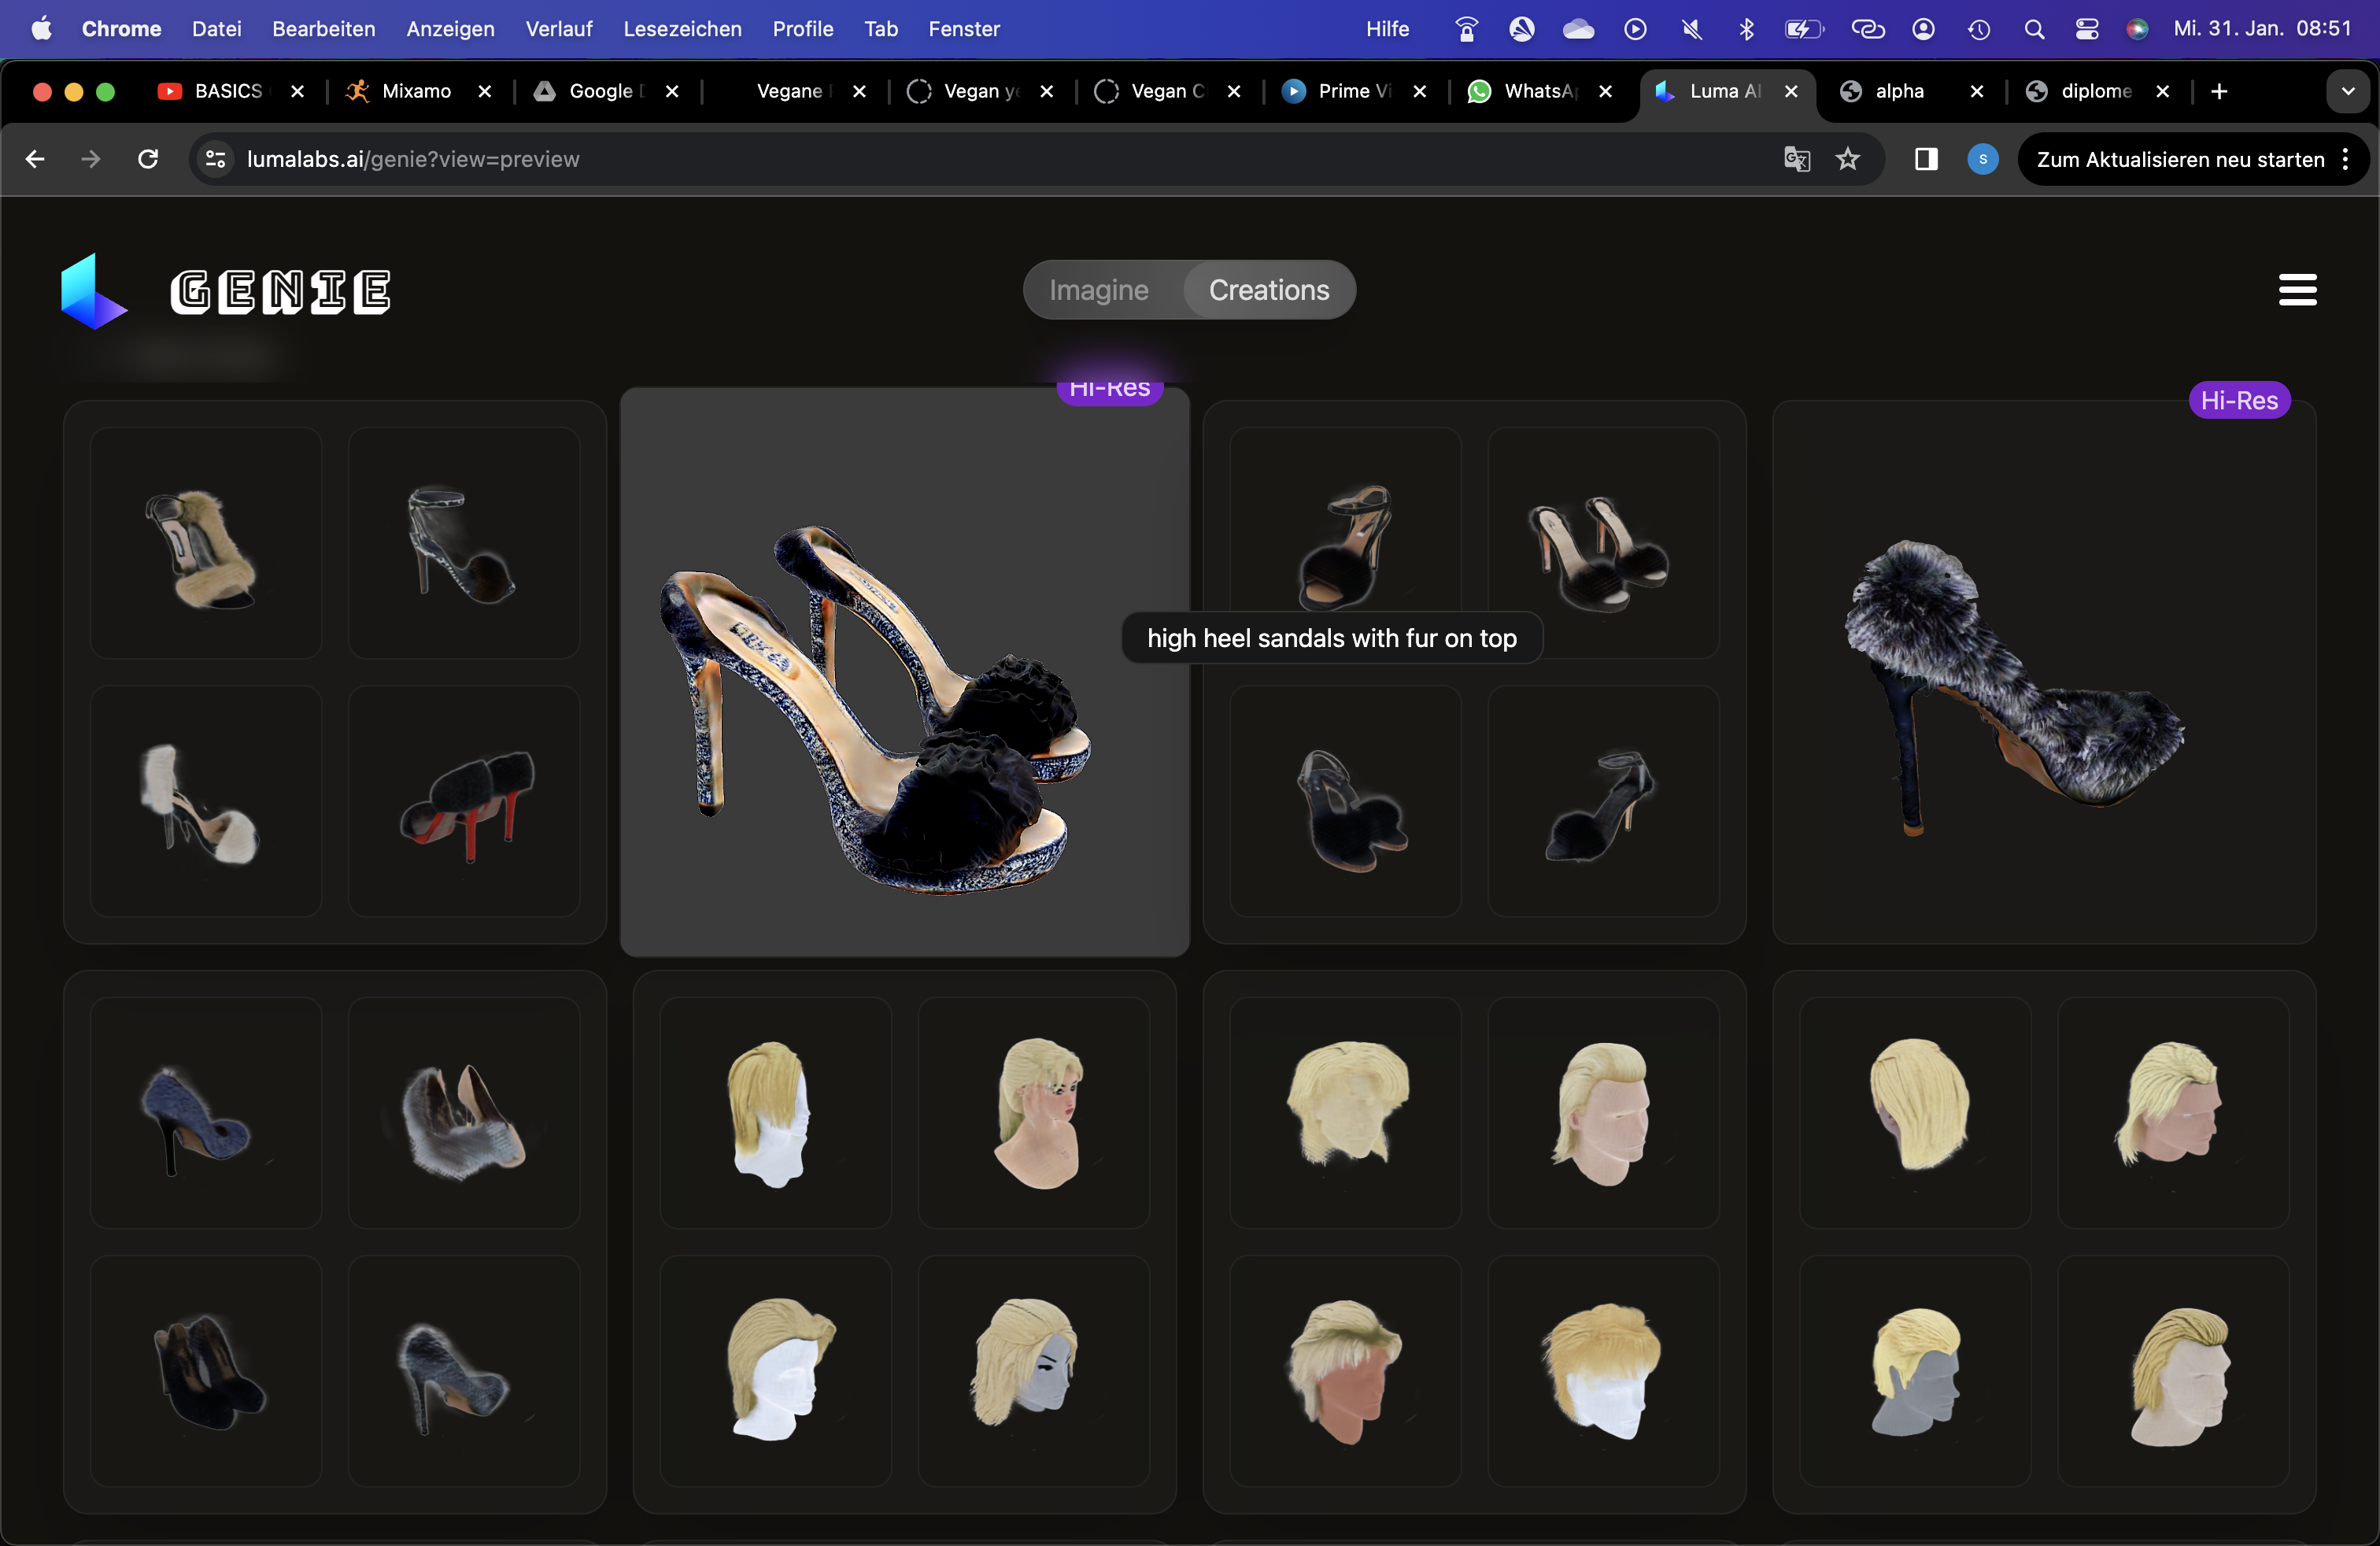 Chrome Datei Bearbeiten Anzeigen Verlauf Lesezeichen Profile Tab Fenster Hilfe Mi. 31. Jan. 08:51
BASICS Mixamo Google Vegane Vegan Vegan Prime Vi WhatsAp Luma AI alpha diplome
lumalabs.ai/genie?view=preview S Zum Aktualisieren neu starten
GENIE Imagine Creations
Hi-Res Hi-Res
high heel sandals with fur on top